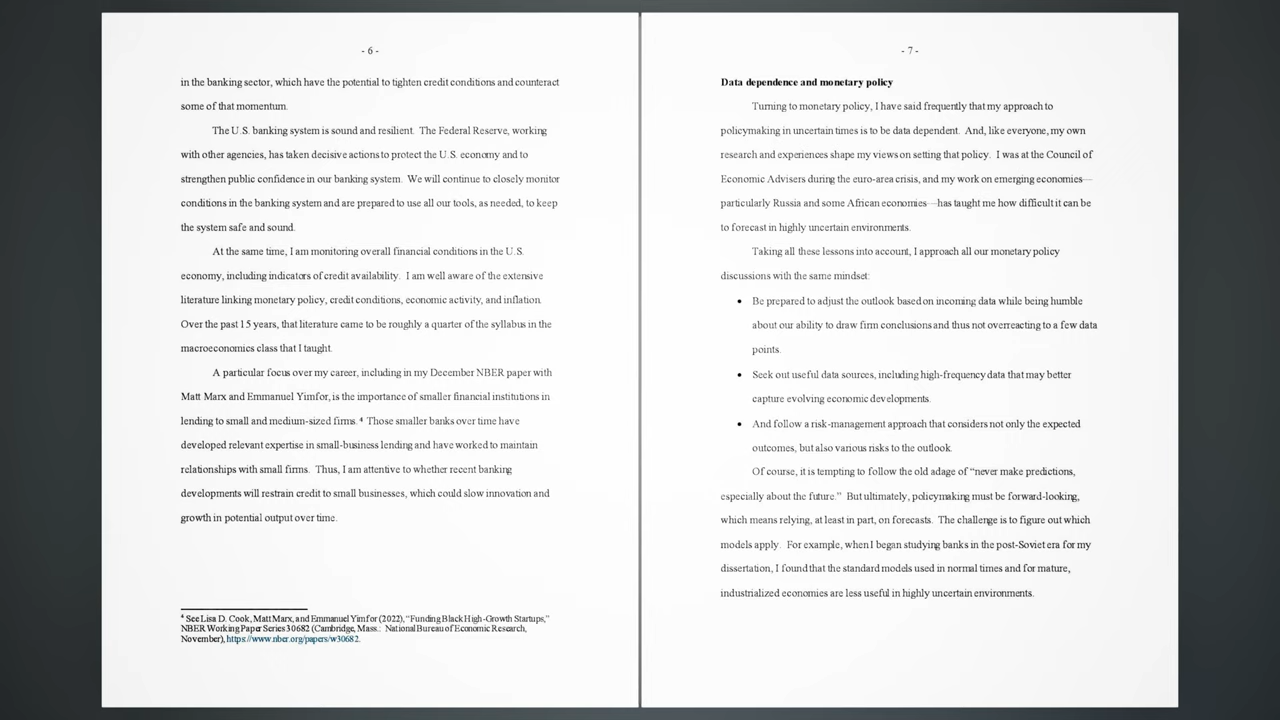 - 6 -
in the banking sector, which have the potential to tighten credit conditions and counteract
some of that momentum.
The U.S. banking system is sound and resilient. The Federal Reserve, working
with other agencies, has taken decisive actions to protect the U.S. economy and to
strengthen public confidence in our banking system. We will continue to closely monitor
conditions in the banking system and are prepared to use all our tools, as needed, to keep
the system safe and sound.
At the same time, I am monitoring overall financial conditions in the U.S.
economy, including indicators of credit availability. I am well aware of the extensive
literature linking monetary policy, credit conditions, economic activity, and inflation.
Over the past 15 years, that literature came to be roughly a quarter of the syllabus in the
macroeconomics class that I taught.
A particular focus over my career, including in my December NBER paper with
Matt Marx and Emmanuel Yimfor, is the importance of smaller financial institutions in
lending to small and medium-sized firms. ⁴ Those smaller banks over time have
developed relevant expertise in small-business lending and have worked to maintain
relationships with small firms. Thus, I am attentive to whether recent banking
developments will restrain credit to small businesses, which could slow innovation and
growth in potential output over time.
⁴ See Lisa D. Cook, Matt Marx, and Emmanuel Yimfor (2022), “Funding Black High-Growth Startups,”
NBER Working Paper Series 30682 (Cambridge, Mass.: National Bureau of Economic Research,
November), https://www.nber.org/papers/w30682.
- 7 -
Data dependence and monetary policy
Turning to monetary policy, I have said frequently that my approach to
policymaking in uncertain times is to be data dependent. And, like everyone, my own
research and experiences shape my views on setting that policy. I was at the Council of
Economic Advisers during the euro-area crisis, and my work on emerging economies—
particularly Russia and some African economies—has taught me how difficult it can be
to forecast in highly uncertain environments.
Taking all these lessons into account, I approach all our monetary policy
discussions with the same mindset:
• Be prepared to adjust the outlook based on incoming data while being humble
about our ability to draw firm conclusions and thus not overreacting to a few data
points.
• Seek out useful data sources, including high-frequency data that may better
capture evolving economic developments.
• And follow a risk-management approach that considers not only the expected
outcomes, but also various risks to the outlook.
Of course, it is tempting to follow the old adage of “never make predictions,
especially about the future.” But ultimately, policymaking must be forward-looking,
which means relying, at least in part, on forecasts. The challenge is to figure out which
models apply. For example, when I began studying banks in the post-Soviet era for my
dissertation, I found that the standard models used in normal times and for mature,
industrialized economies are less useful in highly uncertain environments.